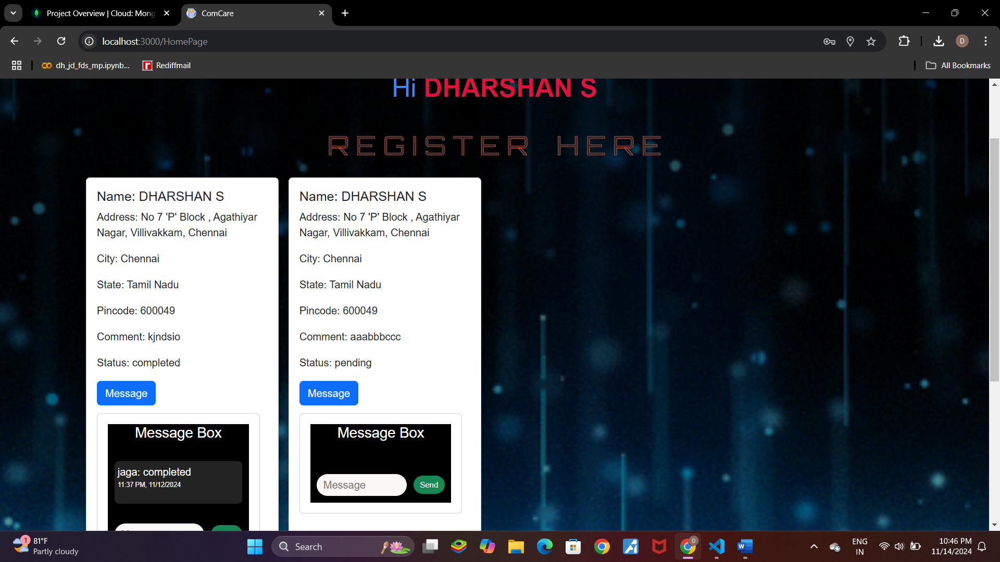 Project Overview | Cloud: Mong
ComCare
localhost:3000/HomePage
D
dh_jd_fds_mp.ipynb...
Rediffmail
All Bookmarks
Hi DHARSHAN S
REGISTER HERE
Name: DHARSHAN S
Address: No 7 'P' Block , Agathiyar
Nagar, Villivakkam, Chennai
City: Chennai
State: Tamil Nadu
Pincode: 600049
Comment: kjndsio
Status: completed
Message
Message Box
jaga: completed
11:37 PM, 11/12/2024
Name: DHARSHAN S
Address: No 7 'P' Block , Agathiyar
Nagar, Villivakkam, Chennai
City: Chennai
State: Tamil Nadu
Pincode: 600049
Comment: aaabbbccc
Status: pending
Message
Message Box
Message
Send
1
81°F
Partly cloudy
Search
D
ENG
IN
10:46 PM
11/14/2024